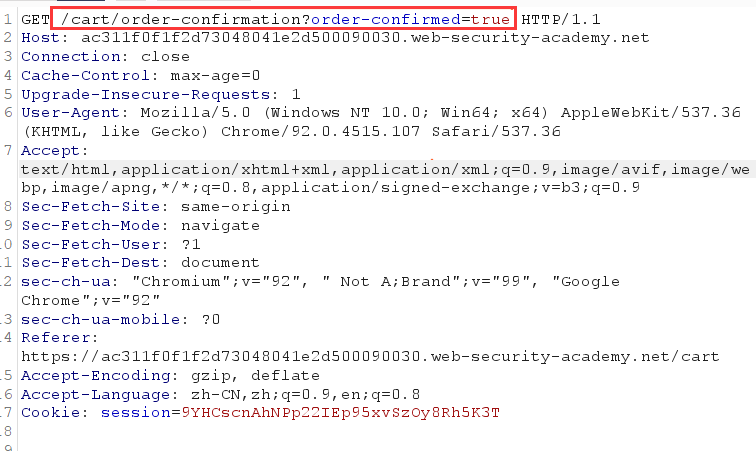 1 GET /cart/order-confirmation?order-confirmed=true HTTP/1.1
2 Host: ac311f0f1f2d73048041e2d500090030.web-security-academy.net
3 Connection: close
4 Cache-Control: max-age=0
5 Upgrade-Insecure-Requests: 1
6 User-Agent: Mozilla/5.0 (Windows NT 10.0; Win64; x64) AppleWebKit/537.36
(KHTML, like Gecko) Chrome/92.0.4515.107 Safari/537.36
7 Accept:
text/html,application/xhtml+xml,application/xml;q=0.9,image/avif,image/we
bp,image/apng,*/*;q=0.8,application/signed-exchange;v=b3;q=0.9
8 Sec-Fetch-Site: same-origin
9 Sec-Fetch-Mode: navigate
10 Sec-Fetch-User: ?1
11 Sec-Fetch-Dest: document
12 sec-ch-ua: "Chromium";v="92", " Not A;Brand";v="99", "Google
Chrome";v="92"
13 sec-ch-ua-mobile: ?0
14 Referer:
https://ac311f0f1f2d73048041e2d500090030.web-security-academy.net/cart
15 Accept-Encoding: gzip, deflate
16 Accept-Language: zh-CN,zh;q=0.9,en;q=0.8
17 Cookie: session=9YHCscnAhNPp22IEp95xvSzOy8Rh5K3T
18